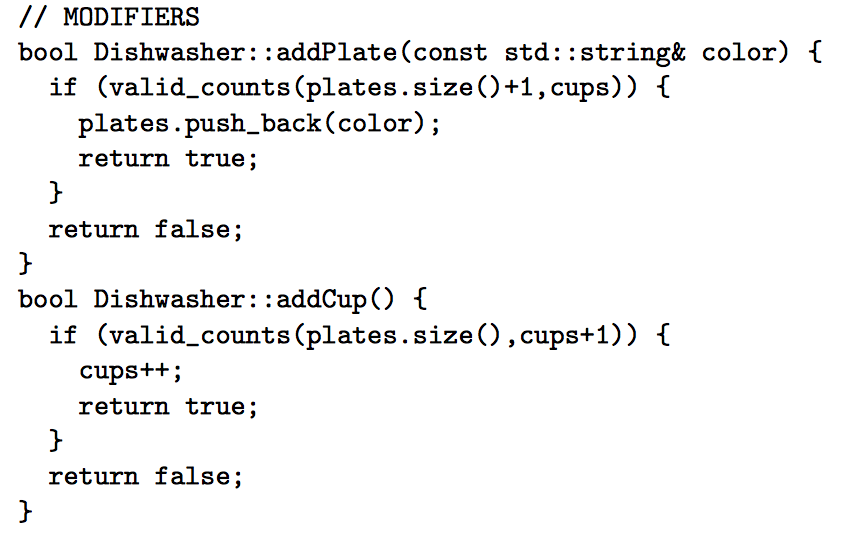 // MODIFIERS
bool Dishwasher::addPlate(const std::string& color) {
  if (valid_counts(plates.size()+1,cups)) {
    plates.push_back(color);
    return true;
  }
  return false;
}
bool Dishwasher::addCup() {
  if (valid_counts(plates.size(),cups+1)) {
    cups++;
    return true;
  }
  return false;
}